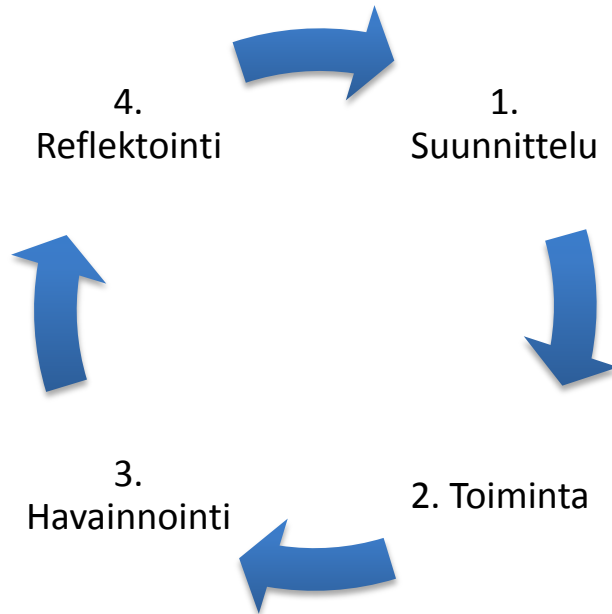 1.
Suunnittelu
2. Toiminta
3.
Havainnointi
4.
Reflektointi